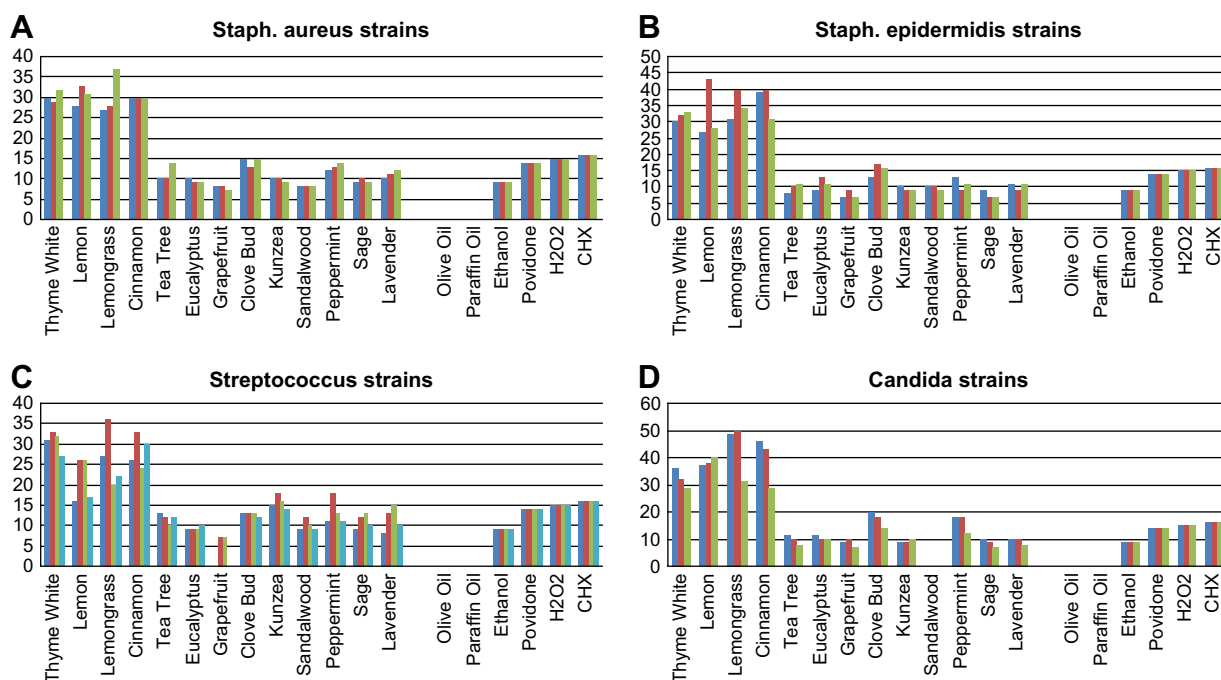 A
Staph. aureus strains
40
35
30
25
20
15
10
5
0
Thyme White
Lemon
Lemongrass
Cinnamon
Tea Tree
Eucalyptus
Grapefruit
Clove Bud
Kunzea
Sandalwood
Peppermint
Sage
Lavender
Olive Oil
Paraffin Oil
Ethanol
Povidone
H2O2
CHX
B
Staph. epidermidis strains
50
45
40
35
30
25
20
15
10
5
0
Thyme White
Lemon
Lemongrass
Cinnamon
Tea Tree
Eucalyptus
Grapefruit
Clove Bud
Kunzea
Sandalwood
Peppermint
Sage
Lavender
Olive Oil
Paraffin Oil
Ethanol
Povidone
H2O2
CHX
C
Streptococcus strains
40
35
30
25
20
15
10
5
0
Thyme White
Lemon
Lemongrass
Cinnamon
Tea Tree
Eucalyptus
Grapefruit
Clove Bud
Kunzea
Sandalwood
Peppermint
Sage
Lavender
Olive Oil
Paraffin Oil
Ethanol
Povidone
H2O2
CHX
D
Candida strains
60
50
40
30
20
10
0
Thyme White
Lemon
Lemongrass
Cinnamon
Tea Tree
Eucalyptus
Grapefruit
Clove Bud
Kunzea
Sandalwood
Peppermint
Sage
Lavender
Olive Oil
Paraffin Oil
Ethanol
Povidone
H2O2
CHX